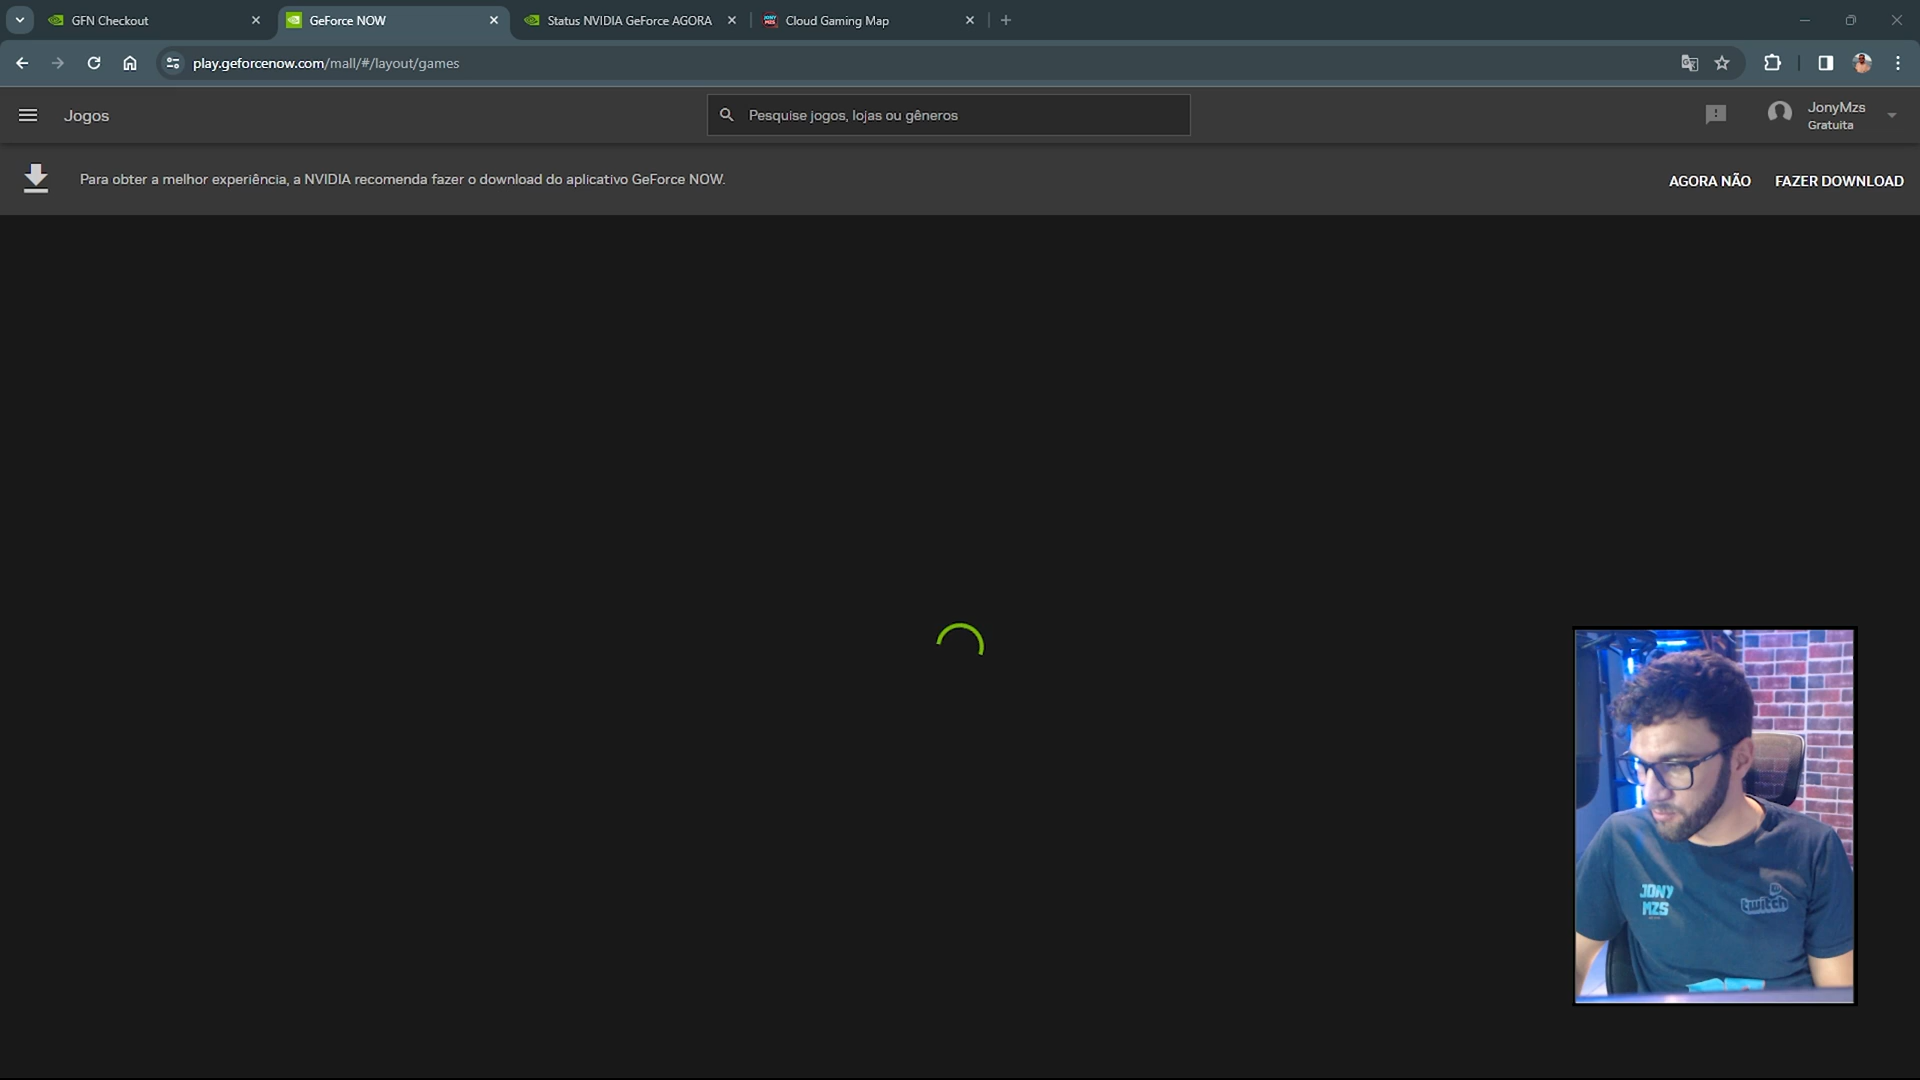 GFN Checkout
GeForce NOW
Status NVIDIA GeForce AGORA
Cloud Gaming Map
play.geforcenow.com/mall/#/layout/games
Jogos
Pesquise jogos, lojas ou gêneros
JonyMzs
Gratuita
Para obter a melhor experiência, a NVIDIA recomenda fazer o download do aplicativo GeForce NOW.
AGORA NÃO
FAZER DOWNLOAD
JONY
MZS
twitch